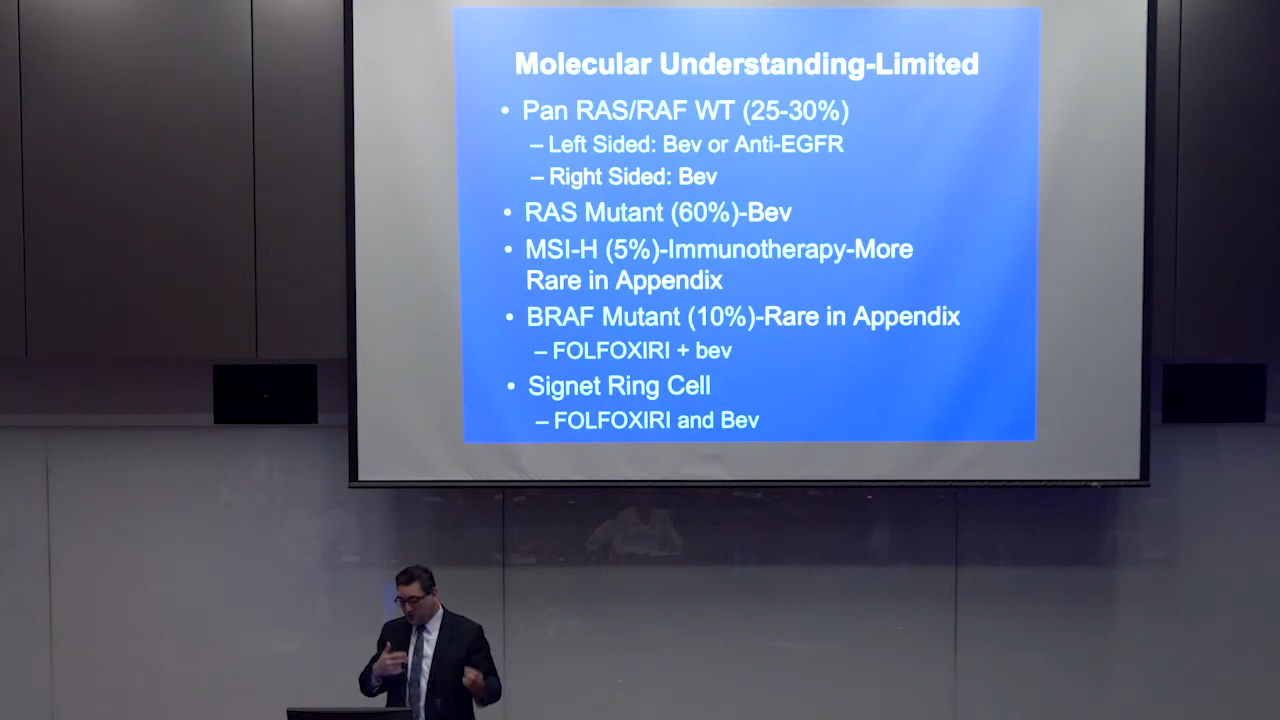 Molecular Understanding-Limited
• Pan RAS/RAF WT (25-30%)
– Left Sided: Bev or Anti-EGFR
– Right Sided: Bev
• RAS Mutant (60%)-Bev
• MSI-H (5%)-Immunotherapy-More
Rare in Appendix
• BRAF Mutant (10%)-Rare in Appendix
– FOLFOXIRI + bev
• Signet Ring Cell
– FOLFOXIRI and Bev